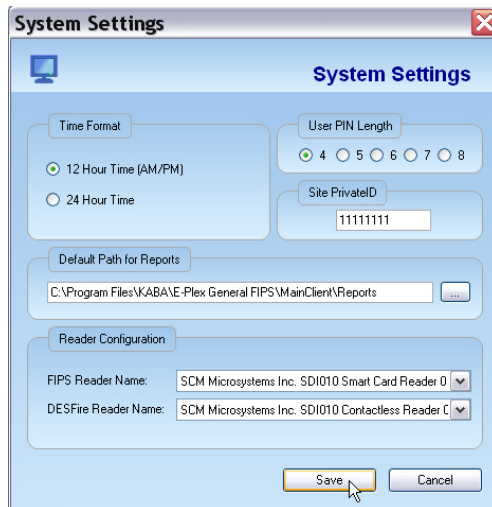 System Settings
System Settings
Time Format
12 Hour Time (AM/PM)
24 Hour Time
User PIN Length
4 5 6 7 8
Site PrivateID
11111111
Default Path for Reports
C:\Program Files\KABA\E-Plex General FIPS\MainClient\Reports
...
Reader Configuration
FIPS Reader Name: SCM Microsystems Inc. SDI010 Smart Card Reader 0
DESFire Reader Name: SCM Microsystems Inc. SDI010 Contactless Reader
Save Cancel